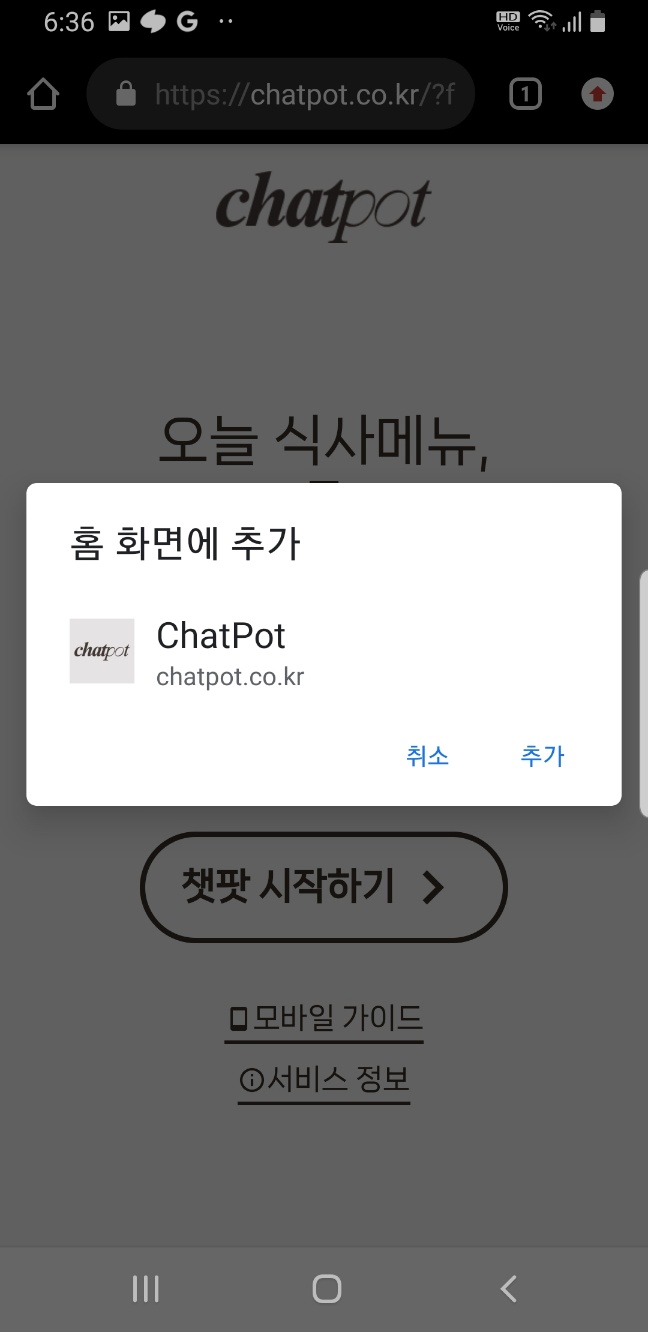 6:36
HD
Voice
https://chatpot.co.kr/?f
1
chatpot
오늘 식사메뉴,
홈 화면에 추가
chatpot
ChatPot
chatpot.co.kr
취소
추가
챗팟 시작하기
모바일 가이드
서비스 정보